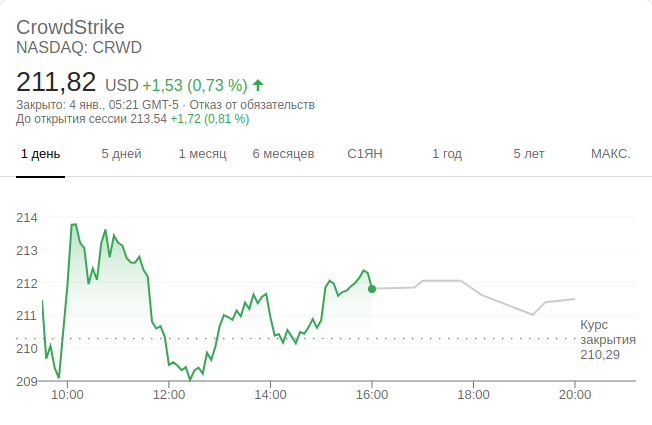 CrowdStrike
NASDAQ: CRWD
211,82 USD +1,53 (0,73 %)
Закрыто: 4 янв., 05:21 GMT-5 · Отказ от обязательств
До открытия сессии 213,54 +1,72 (0,81 %)
1 день 5 дней 1 месяц 6 месяцев С1ЯН 1 год 5 лет МАКС.
214
213
212
211
210
209
Курс
закрытия
210,29
10:00 12:00 14:00 16:00 18:00 20:00